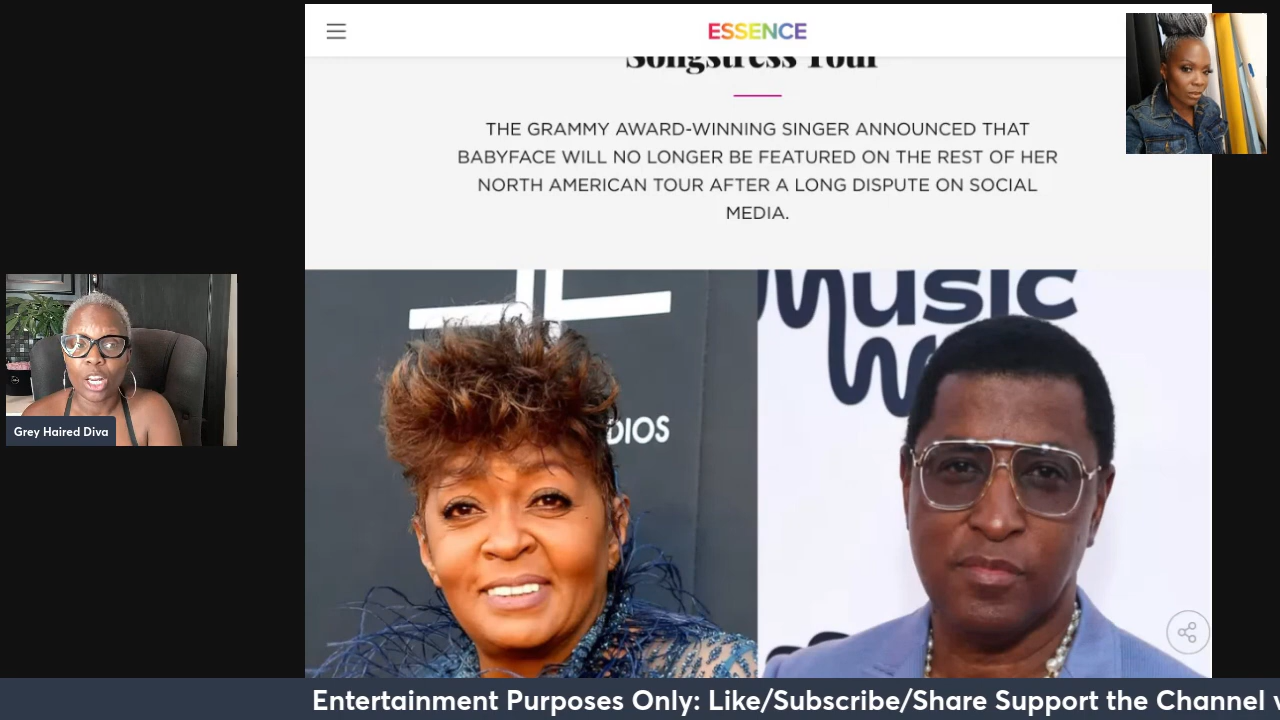 ESSENCE
Songstress Tour
THE GRAMMY AWARD-WINNING SINGER ANNOUNCED THAT
BABYFACE WILL NO LONGER BE FEATURED ON THE REST OF HER
NORTH AMERICAN TOUR AFTER A LONG DISPUTE ON SOCIAL
MEDIA.
Music
DIOS
Grey Haired Diva
Entertainment Purposes Only: Like/Subscribe/Share Support the Channel